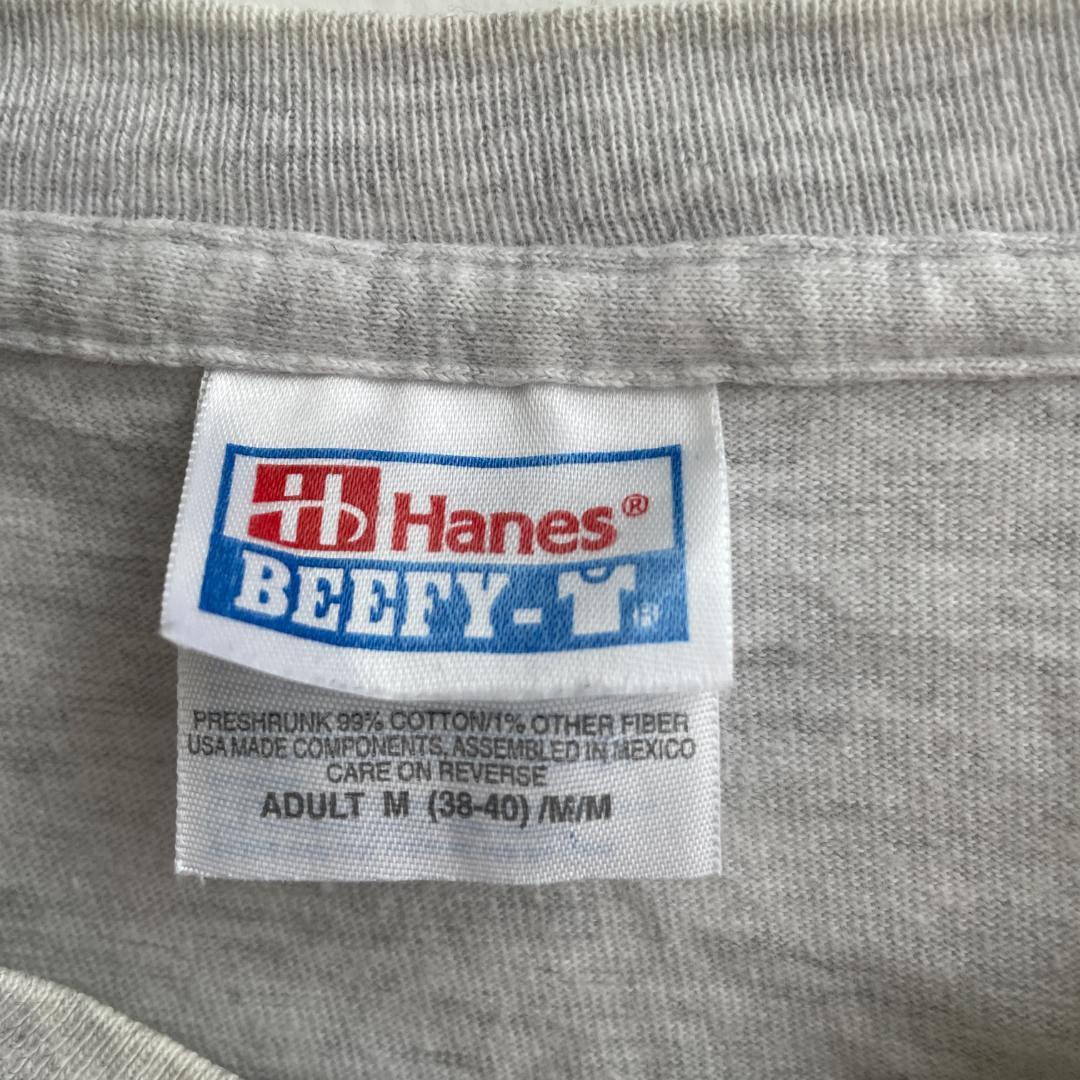 H Hanes®
BEEFY-T®
PRESHRUNK 99% COTTON/1% OTHER FIBER
USA MADE COMPONENTS, ASSEMBLED IN MEXICO
CARE ON REVERSE
ADULT M (38-40) /M/M